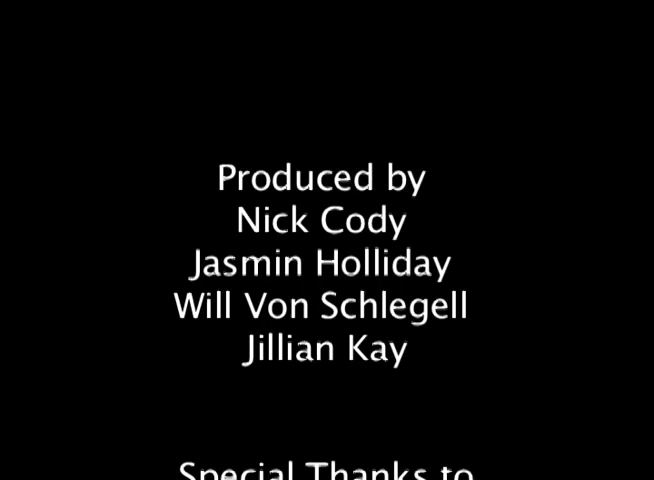 Produced by
Nick Cody
Jasmin Holliday
Will Von Schlegell
Jillian Kay
Special Thanks to